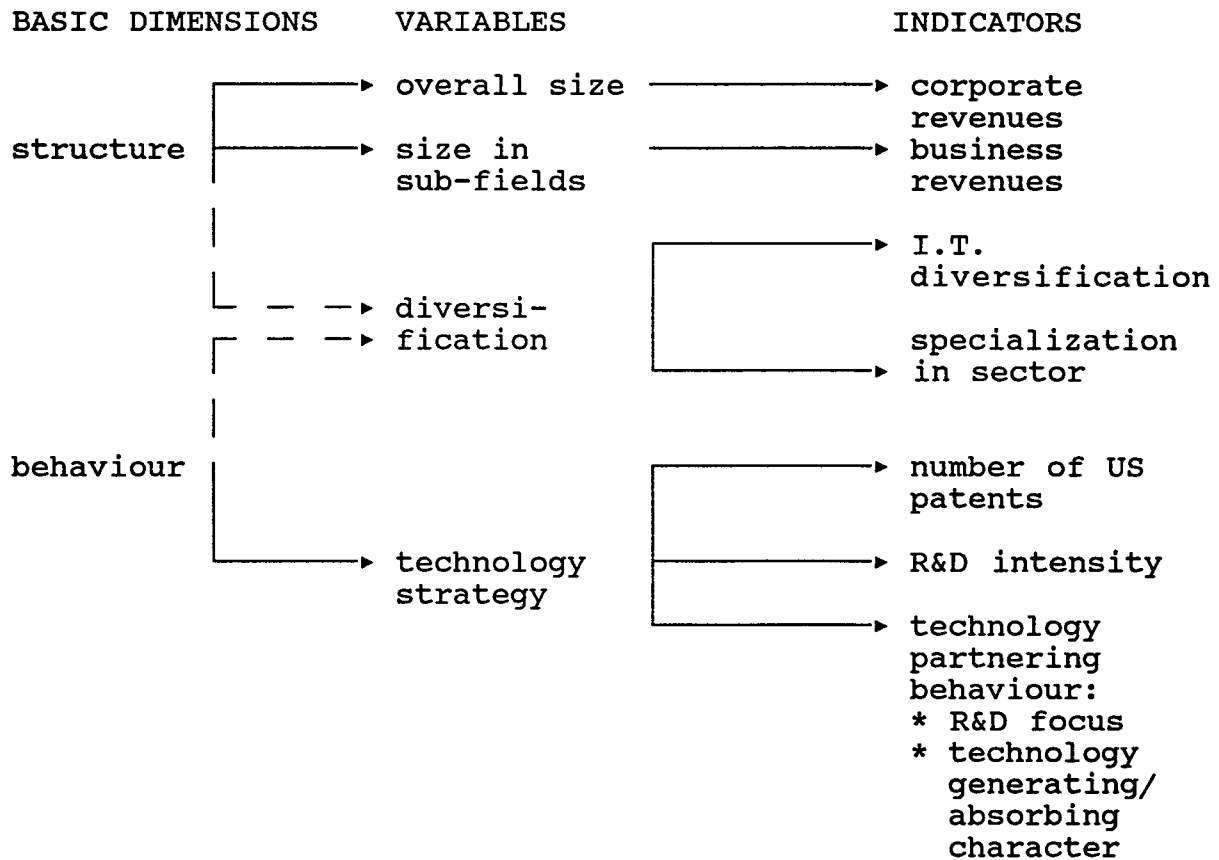 BASIC DIMENSIONS VARIABLES INDICATORS
overall size corporate
revenues
structure size in business
sub-fields revenues
I.T.
diversification
diversi-
fication specialization
in sector
behaviour number of US
patents
technology R&D intensity
strategy
technology
partnering
behaviour:
* R&D focus
* technology
generating/
absorbing
character